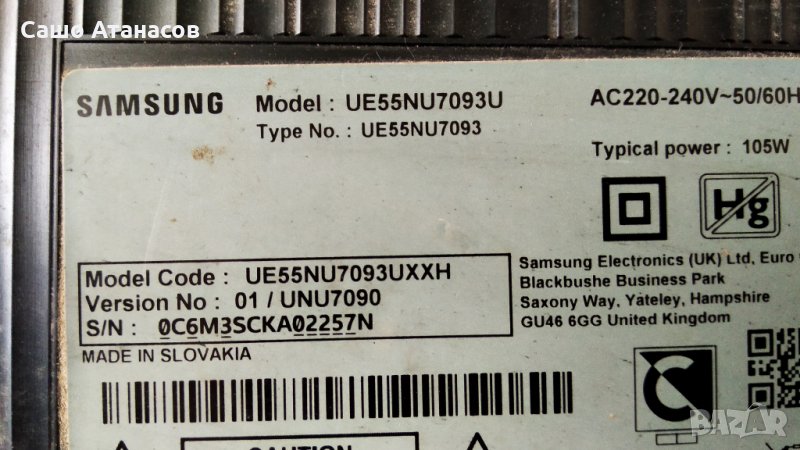 Сашо Атанасов
SAMSUNG Model : UE55NU7093U
Type No. : UE55NU7093
AC220-240V~50/60H
Typical power : 105W
Hg
Model Code : UE55NU7093UXXH
Version No : 01 / UNU7090
S/N : 0C6M3SCKA02257N
MADE IN SLOVAKIA
Samsung Electronics (UK) Ltd, Euro
Blackbushe Business Park
Saxony Way, Yateley, Hampshire
GU46 6GG United Kingdom
C
CAUTION
BAZAR